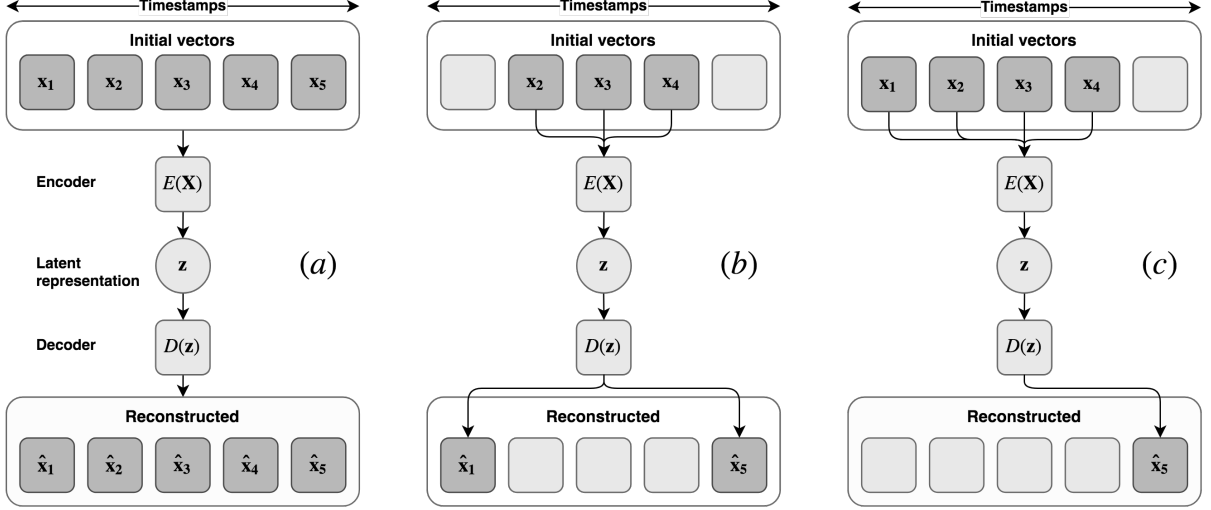 Timestamps
Initial vectors
x₁ x₂ x₃ x₄ x₅
Encoder
E(X)
Latent
representation
z
(a)
Decoder
D(z)
Reconstructed
x̂₁ x̂₂ x̂₃ x̂₄ x̂₅
Timestamps
Initial vectors
x₂ x₃ x₄
E(X)
z
(b)
D(z)
Reconstructed
x̂₁ x̂₅
Timestamps
Initial vectors
x₁ x₂ x₃ x₄
E(X)
z
(c)
D(z)
Reconstructed
x̂₅